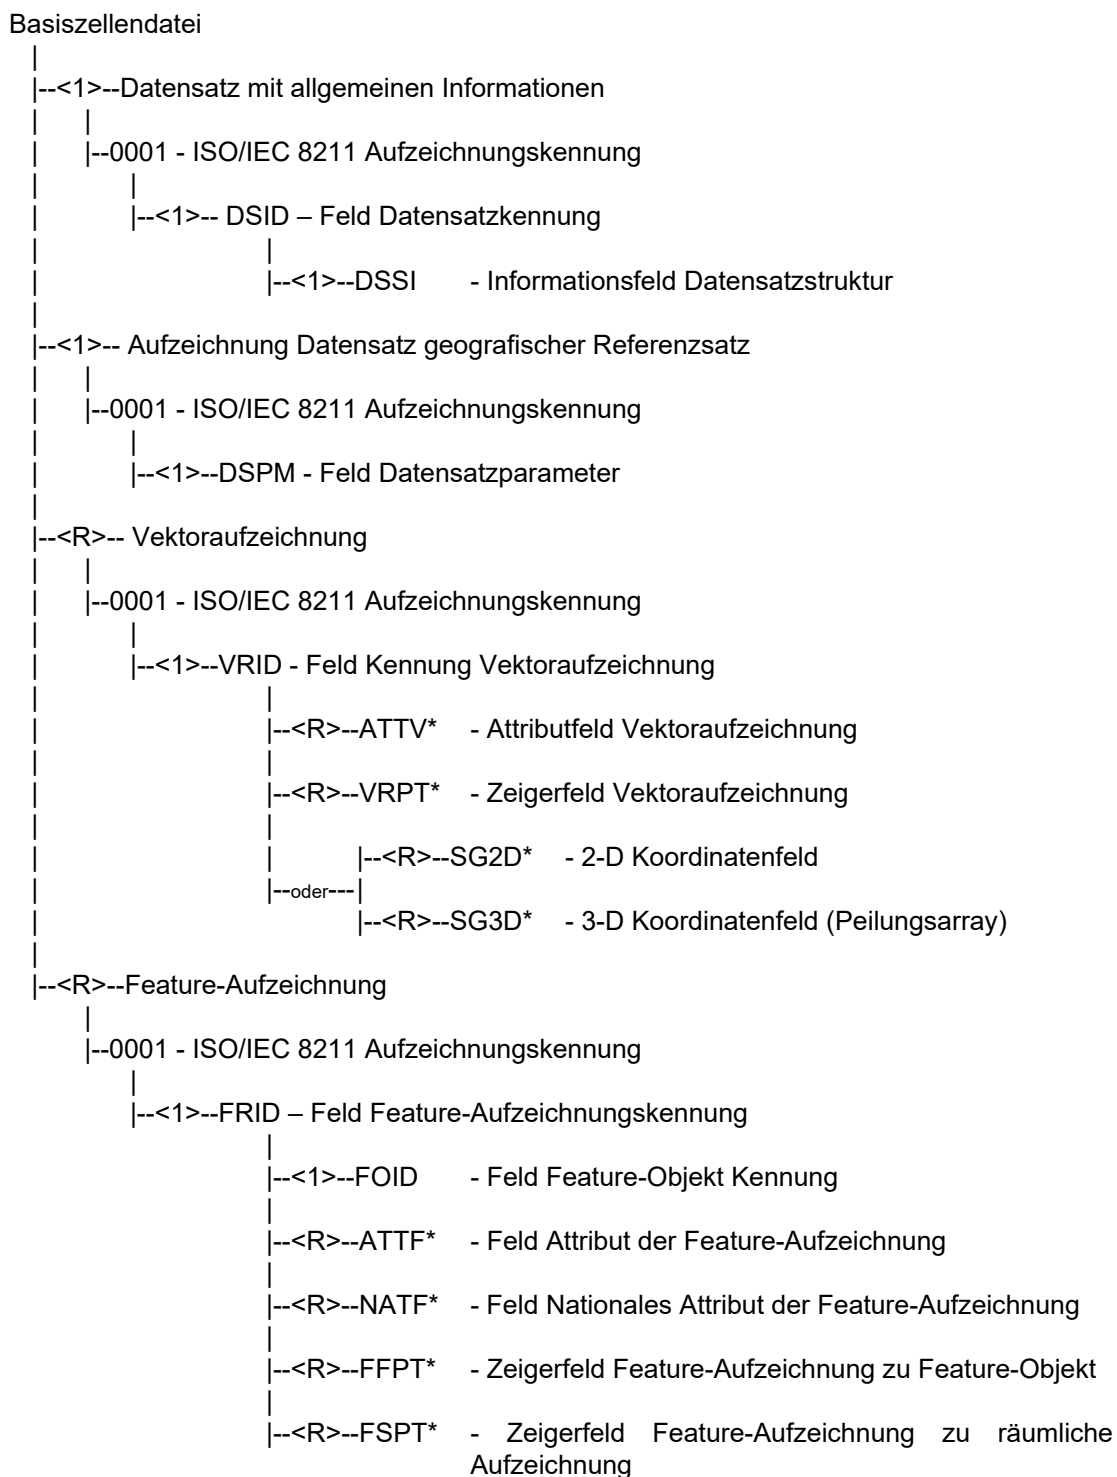 Basiszellendatei
|
|--<1>--Datensatz mit allgemeinen Informationen
| |
| |--0001 - ISO/IEC 8211 Aufzeichnungskennung
| |
| |--<1>-- DSID – Feld Datensatzkennung
| |
| |--<1>--DSSI - Informationsfeld Datensatzstruktur
|
|--<1>-- Aufzeichnung Datensatz geografischer Referenzsatz
| |
| |--0001 - ISO/IEC 8211 Aufzeichnungskennung
| |
| |--<1>--DSPM - Feld Datensatzparameter
|
|--<R>-- Vektoraufzeichnung
| |
| |--0001 - ISO/IEC 8211 Aufzeichnungskennung
| |
| |--<1>--VRID - Feld Kennung Vektoraufzeichnung
| |
| |--<R>--ATTV* - Attributfeld Vektoraufzeichnung
| |
| |--<R>--VRPT* - Zeigerfeld Vektoraufzeichnung
| |
| | |--<R>--SG2D* - 2-D Koordinatenfeld
| |--oder---|
| |--<R>--SG3D* - 3-D Koordinatenfeld (Peilungsarray)
|
|--<R>--Feature-Aufzeichnung
|
|--0001 - ISO/IEC 8211 Aufzeichnungskennung
|
|--<1>--FRID – Feld Feature-Aufzeichnungskennung
|
|--<1>--FOID - Feld Feature-Objekt Kennung
|
|--<R>--ATTF* - Feld Attribut der Feature-Aufzeichnung
|
|--<R>--NATF* - Feld Nationales Attribut der Feature-Aufzeichnung
|
|--<R>--FFPT* - Zeigerfeld Feature-Aufzeichnung zu Feature-Objekt
|
|--<R>--FSPT* - Zeigerfeld Feature-Aufzeichnung zu räumliche
Aufzeichnung